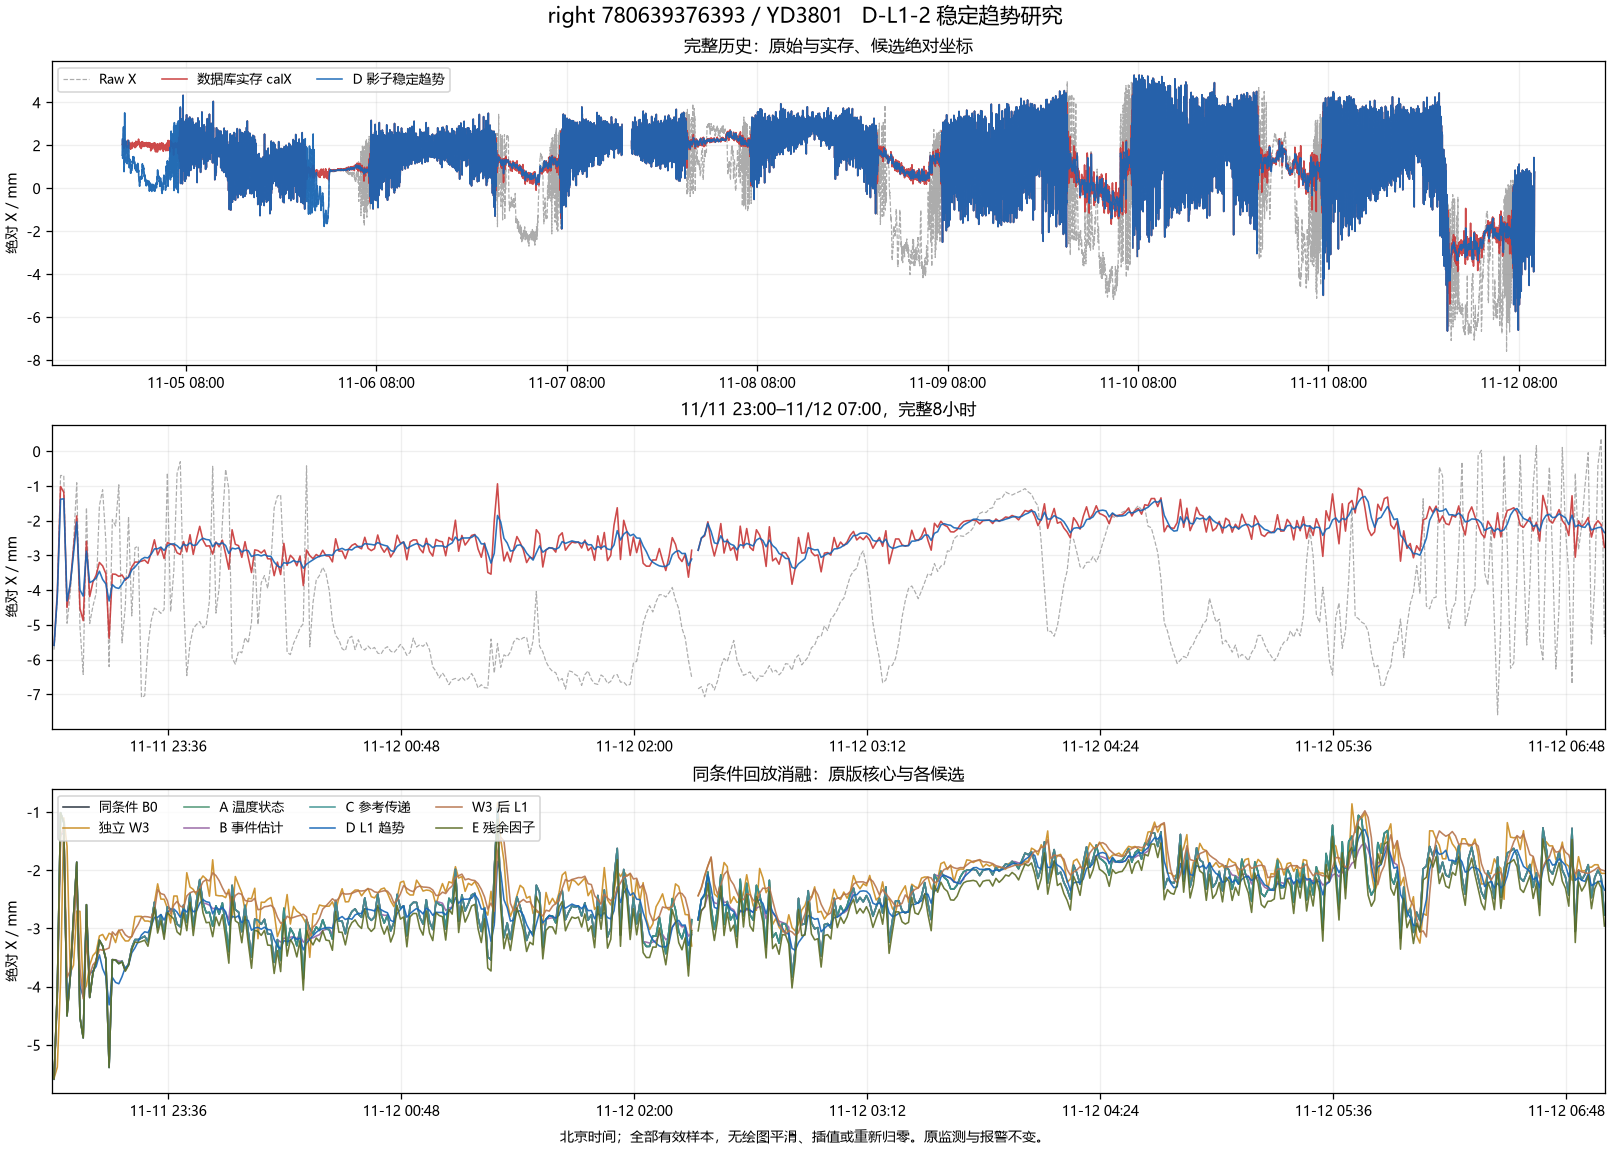 right 780639376393 / YD3801   D-L1-2 稳定趋势研究
完整历史：原始与实存、候选绝对坐标
Raw X
数据库实存 calX
D 影子稳定趋势
绝对 X / mm
4
2
0
-2
-4
-6
-8
11-05 08:00
11-06 08:00
11-07 08:00
11-08 08:00
11-09 08:00
11-10 08:00
11-11 08:00
11-12 08:00
11/11 23:00–11/12 07:00，完整8小时
绝对 X / mm
0
-1
-2
-3
-4
-5
-6
-7
11-11 23:36
11-12 00:48
11-12 02:00
11-12 03:12
11-12 04:24
11-12 05:36
11-12 06:48
同条件回放消融：原版核心与各候选
同条件 B0
A 温度状态
C 参考传递
W3 后 L1
独立 W3
B 事件估计
D L1 趋势
E 残余因子
绝对 X / mm
-1
-2
-3
-4
-5
11-11 23:36
11-12 00:48
11-12 02:00
11-12 03:12
11-12 04:24
11-12 05:36
11-12 06:48
北京时间；全部有效样本，无绘图平滑、插值或重新归零。原监测与报警不变。